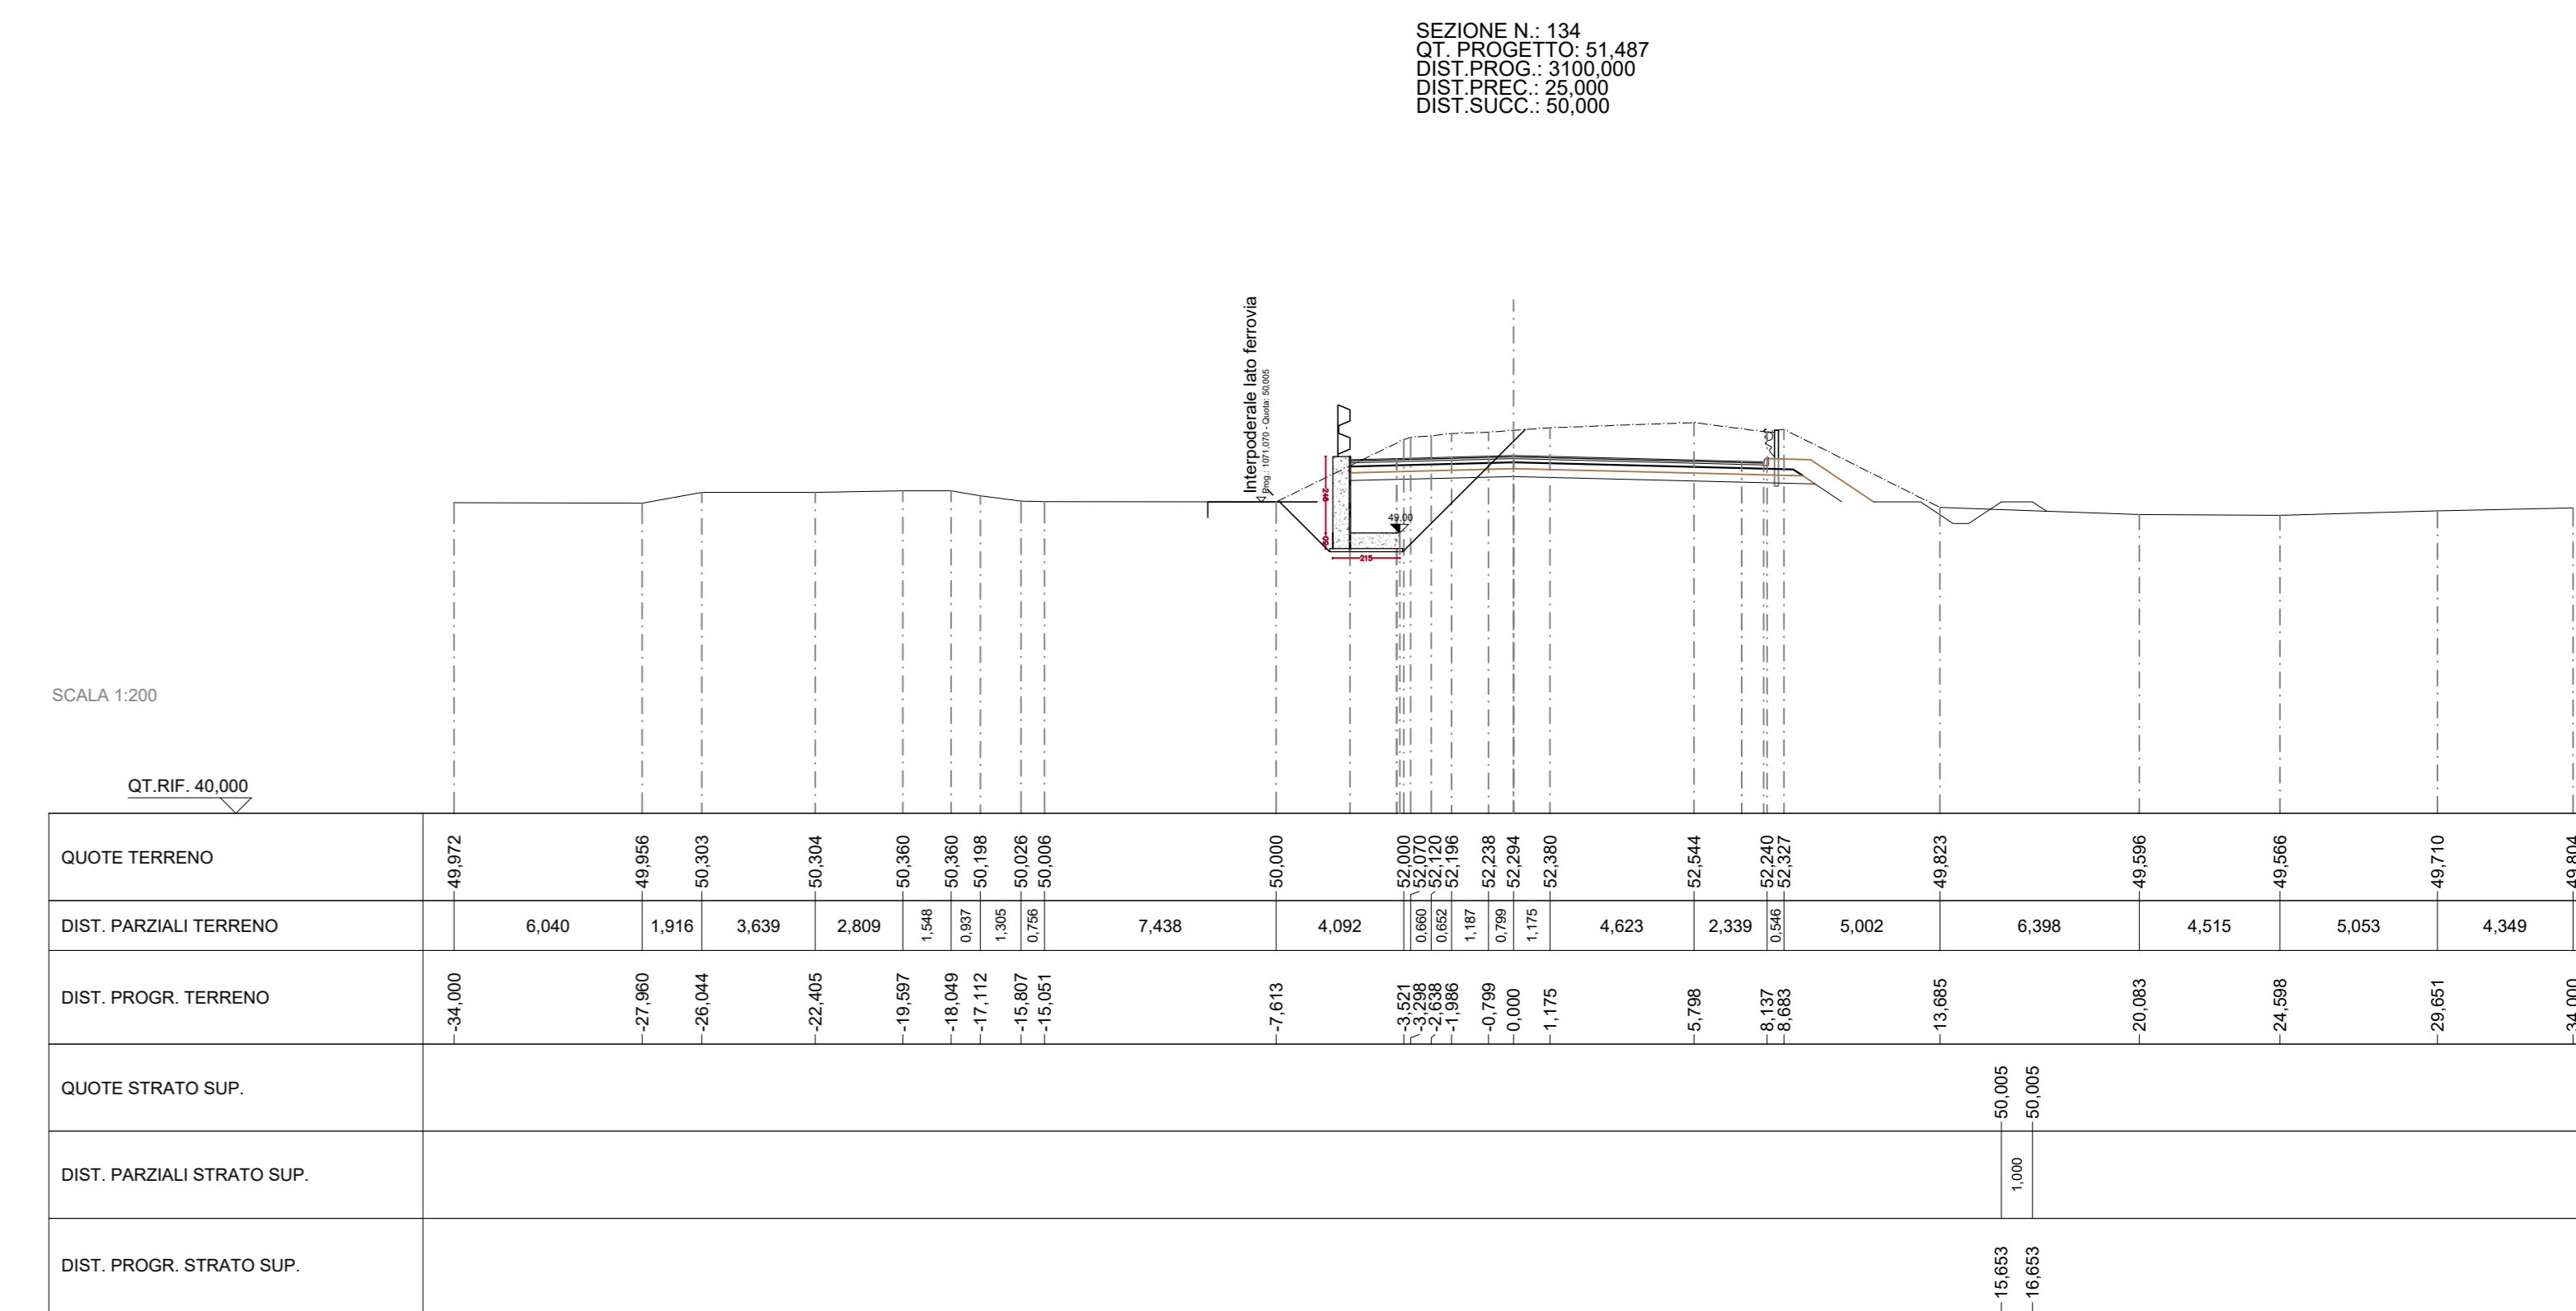 SEZIONE N.: 134
QT. PROGETTO: 51,487
DIST.PROG.: 3100,000
DIST.PREC.: 25,000
DIST.SUCC.: 50,000
Interpoderale lato ferrovia
Prog.: 1071,070 - Quota: 50,005
49,00
215
SCALA 1:200
QT.RIF. 40,000
QUOTE TERRENO 49,972 49,956 50,303 50,304 50,360 50,360 50,198 50,026 50,006 50,000 52,000 52,070 52,120 52,196 52,238 52,294 52,380 52,544 52,240 52,327 49,823 49,596 49,566 49,710 49,804
DIST. PARZIALI TERRENO 6,040 1,916 3,639 2,809 1,548 0,937 1,305 0,756 7,438 4,092 0,660 0,652 1,187 0,799 1,175 4,623 2,339 0,546 5,002 6,398 4,515 5,053 4,349
DIST. PROGR. TERRENO -34,000 -27,960 -26,044 -22,405 -19,597 -18,049 -17,112 -15,807 -15,051 -7,613 -3,521 -3,298 -2,638 -1,986 -0,799 0,000 1,175 5,798 8,137 8,683 13,685 20,083 24,598 29,651 34,000
QUOTE STRATO SUP. 50,005 50,005
DIST. PARZIALI STRATO SUP. 1,000
DIST. PROGR. STRATO SUP. 15,653 16,653